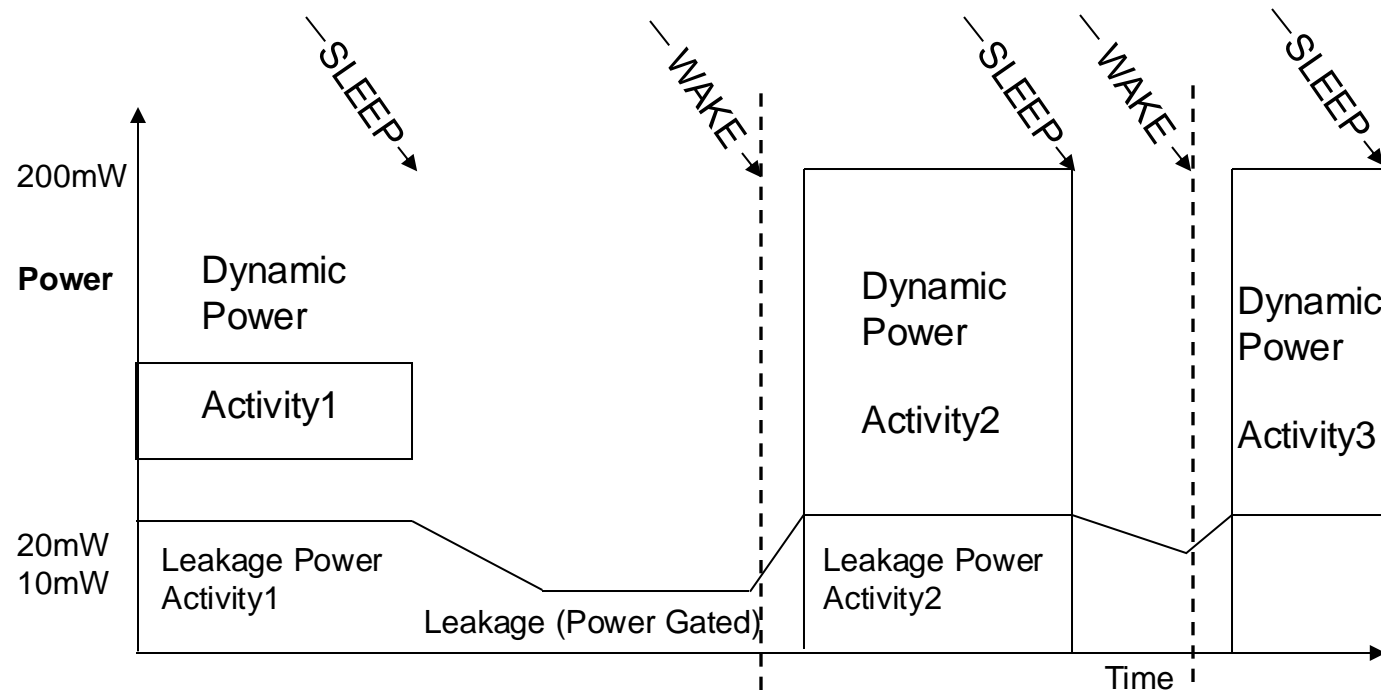 SLEEP
WAKE
SLEEP
WAKE
SLEEP
200mW
Power
Dynamic
Power
Activity1
Dynamic
Power
Activity2
Dynamic
Power
Activity3
20mW
10mW
Leakage Power
Activity1
Leakage (Power Gated)
Leakage Power
Activity2
Time